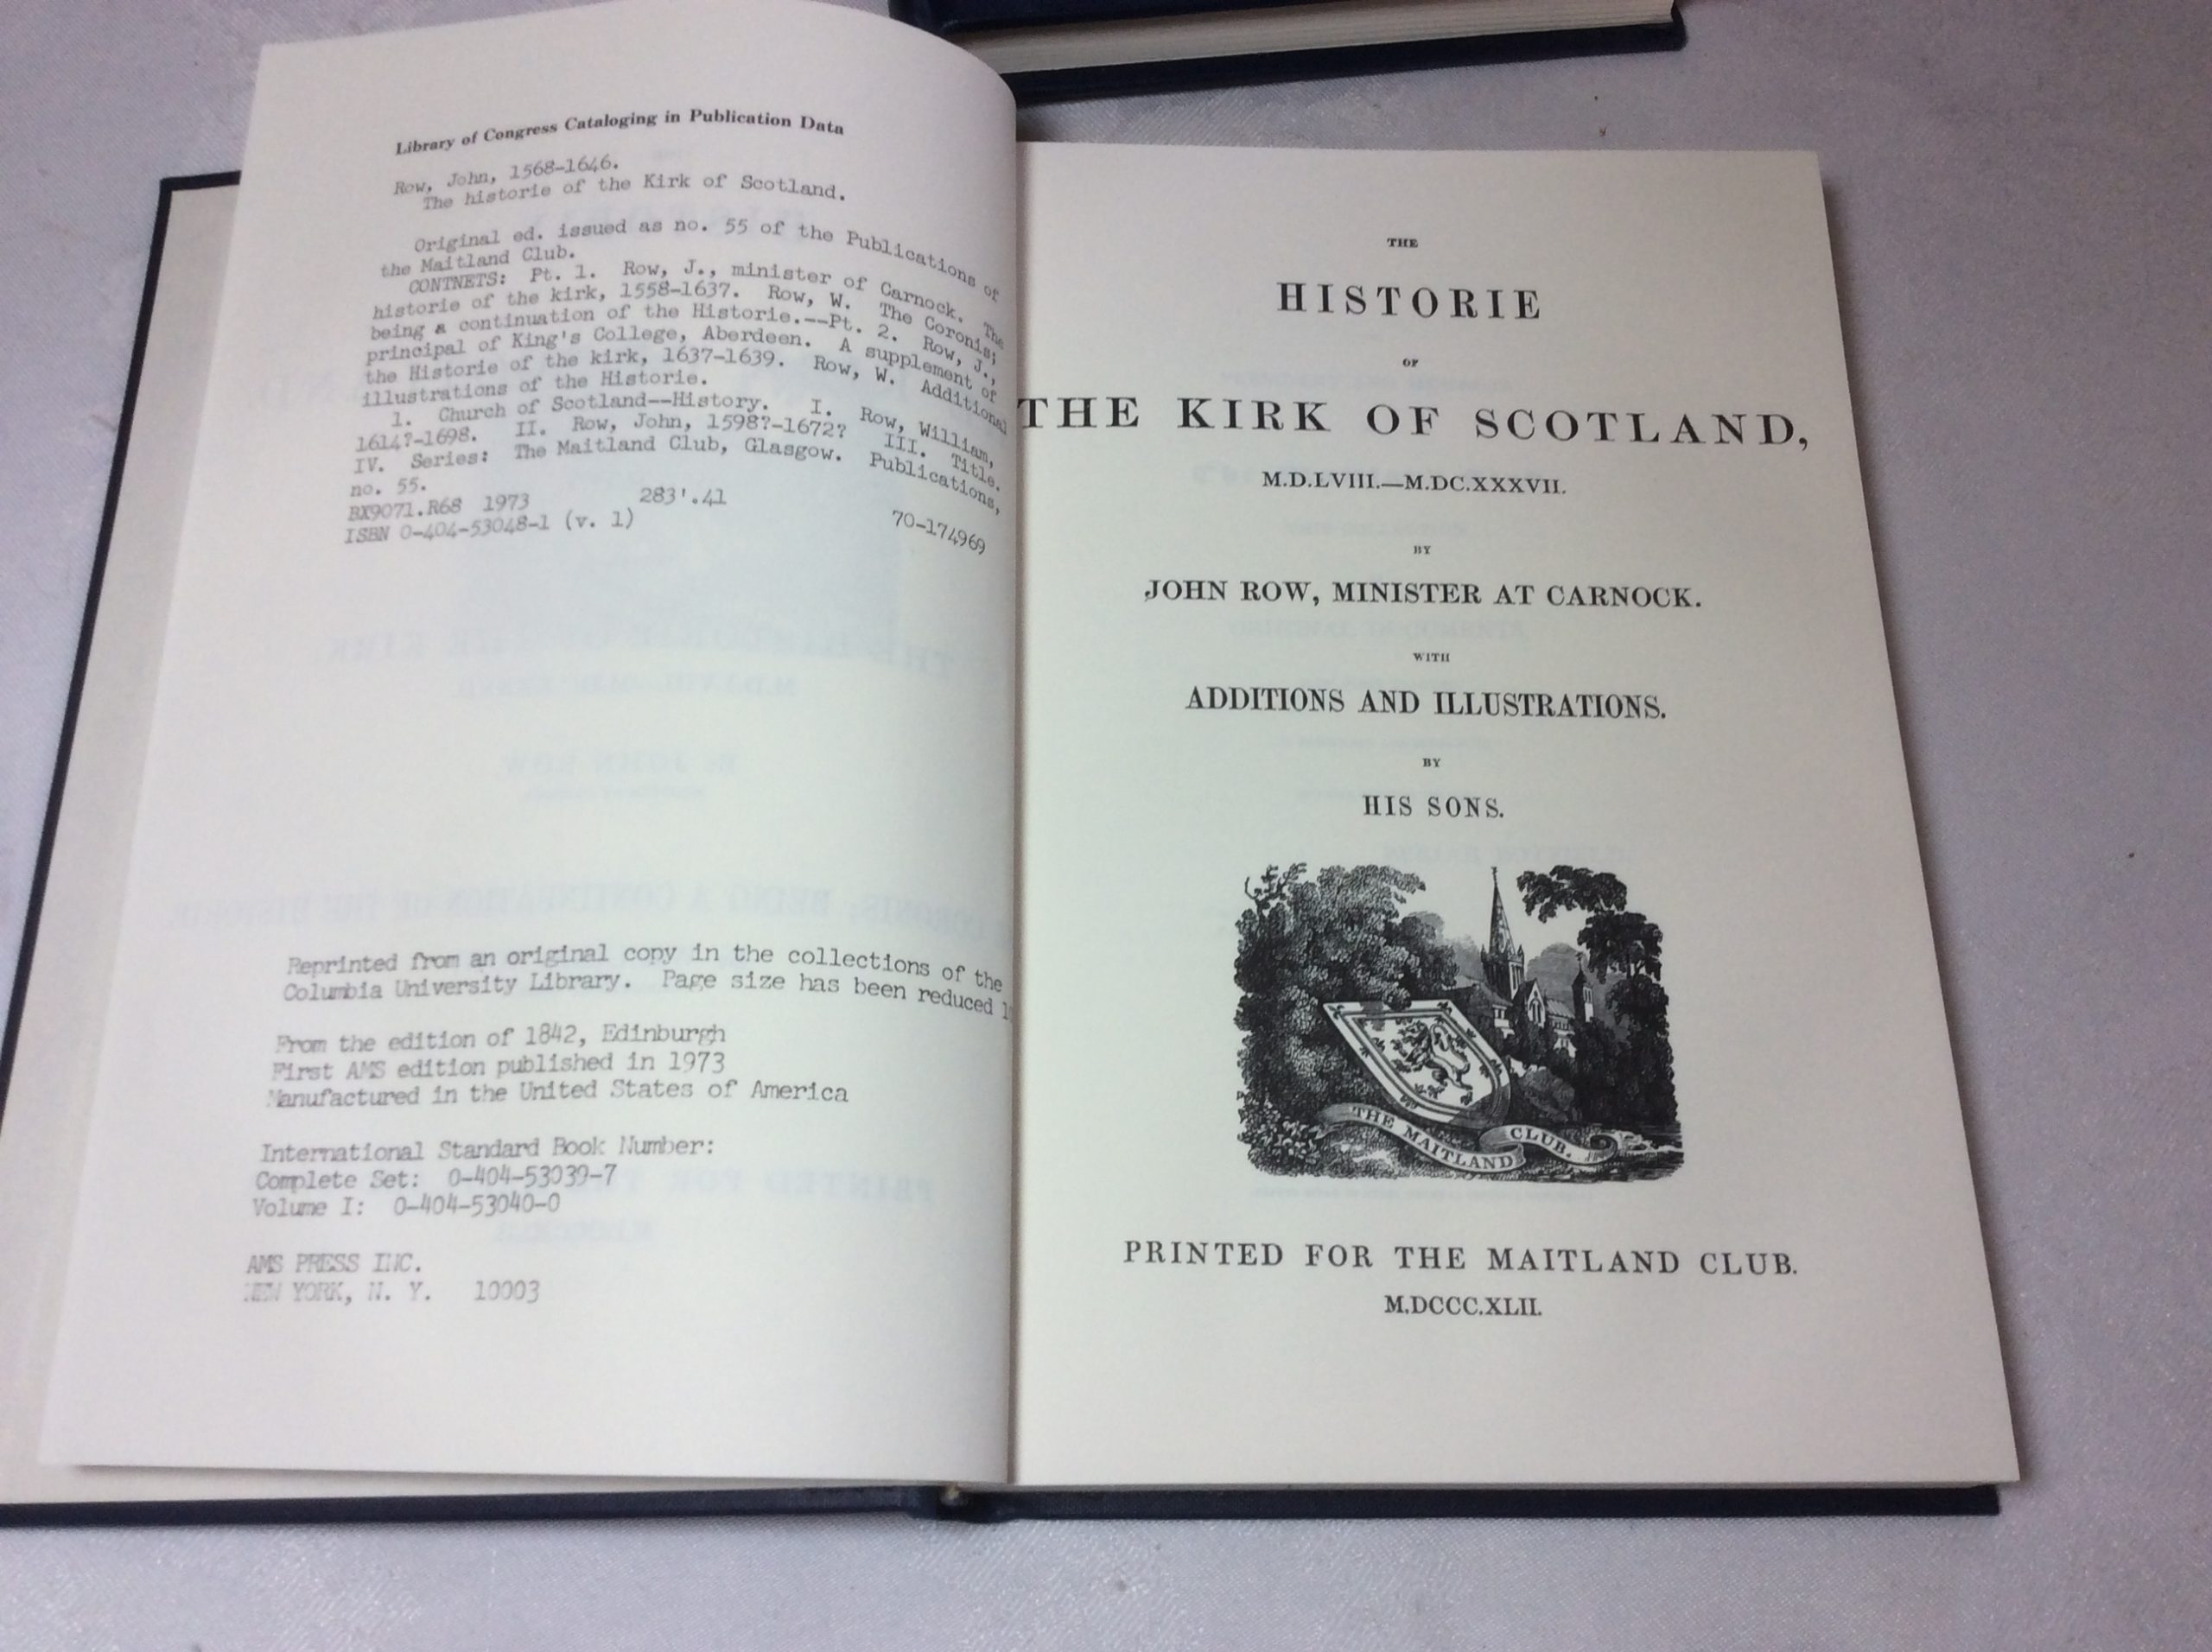 Library of Congress Cataloging in Publication Data
Row, John, 1568-1646.
The historie of the Kirk of Scotland.
Original ed. issued as no. 55 of the Publications of
the Maitland Club.
CONTNETS: Pt. 1. Row, J., minister of Carnock. The
historie of the kirk, 1558-1637. Row, W. The Coronis;
being a continuation of the Historie.--Pt. 2. Row, J.,
principal of King's College, Aberdeen. A supplement of
the Historie of the kirk, 1637-1639. Row, W. Additional
illustrations of the Historie.
1. Church of Scotland--History. I. Row, William,
1614?-1698. II. Row, John, 1598?-1672? III. Title.
IV. Series: The Maitland Club, Glasgow. Publications,
no. 55.
BX9071.R68 1973 283'.41 70-174969
ISBN 0-404-53048-1 (v. 1)
Reprinted from an original copy in the collections of the
Columbia University Library. Page size has been reduced
From the edition of 1842, Edinburgh
First AMS edition published in 1973
Manufactured in the United States of America
International Standard Book Number:
Complete Set: 0-404-53039-7
Volume I: 0-404-53040-0
AMS PRESS INC.
NEW YORK, N. Y. 10003
THE
HISTORIE
OF
THE KIRK OF SCOTLAND,
M.D.LVIII.—M.DC.XXXVII.
BY
JOHN ROW, MINISTER AT CARNOCK.
WITH
ADDITIONS AND ILLUSTRATIONS.
BY
HIS SONS.
THE MAITLAND CLUB.
PRINTED FOR THE MAITLAND CLUB.
M.DCCC.XLII.